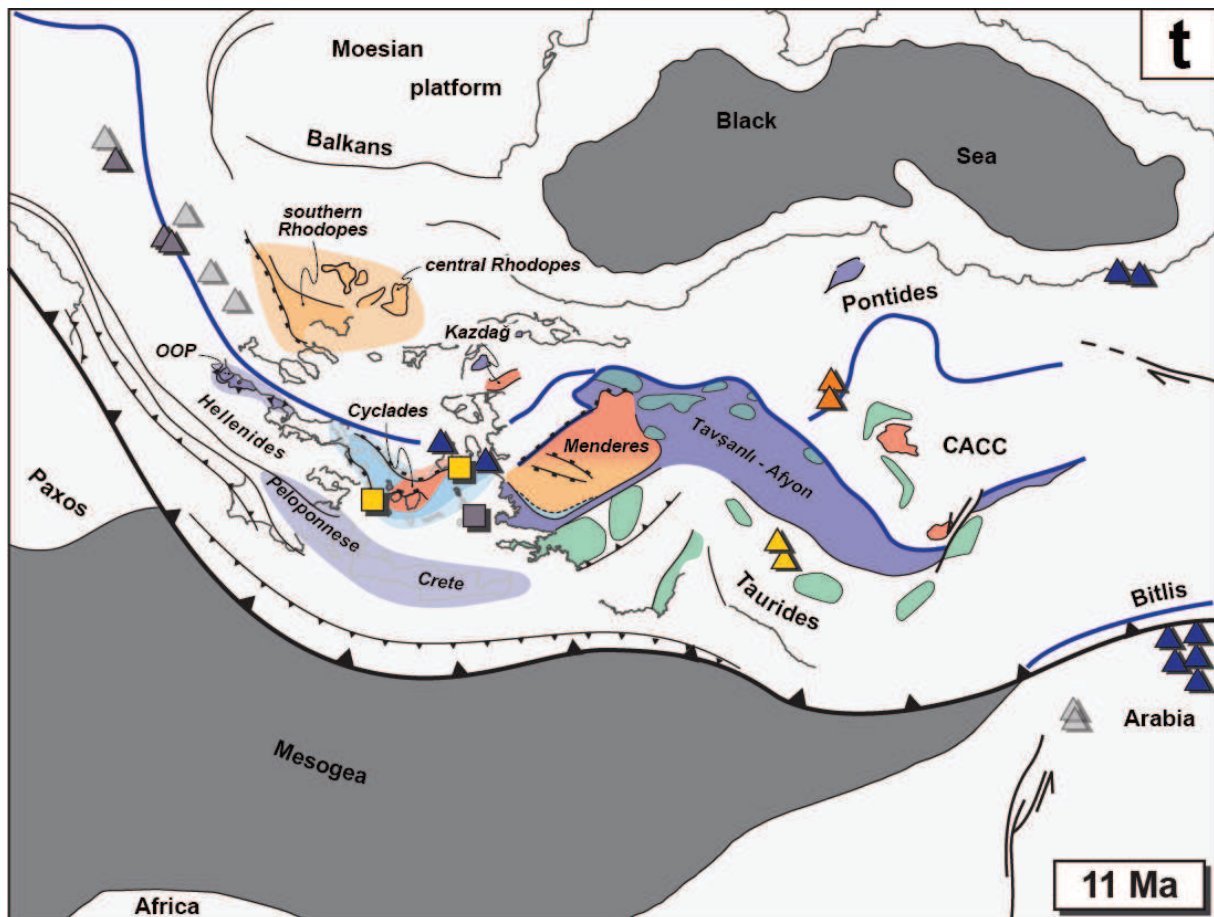 t
Moesian
platform
Black
Sea
Balkans
southern
Rhodopes
central Rhodopes
Pontides
Kazdağ
OOP
Cyclades
Hellenides
Menderes
Tavşanlı - Afyon
CACC
Paxos
Peloponnese
Crete
Taurides
Bitlis
Arabia
Mesogea
11 Ma
Africa